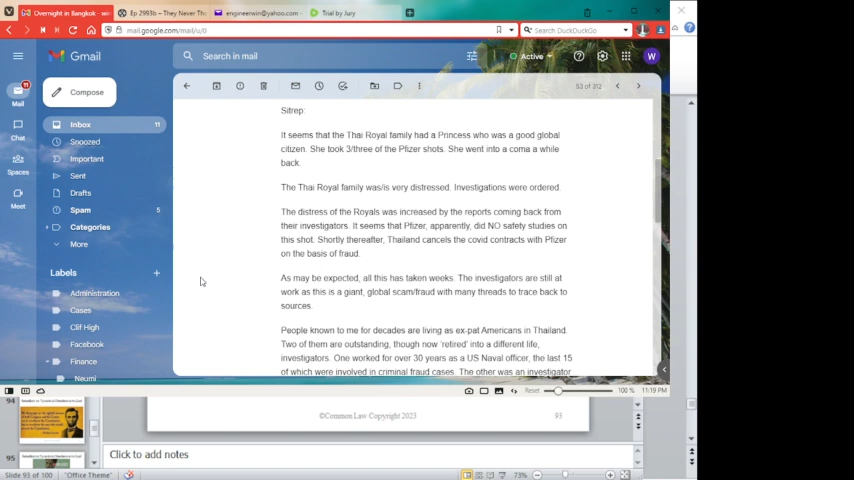 Overnight in Bangkok -
Ep 2993b – They Never Tho
engineerwin@yahoo.com -
Trial by Jury
mail.google.com/mail/u/0
Search DuckDuckGo
Gmail
Search in mail
Active
W
Compose
53 of 312
Mail
11
Chat
Spaces
Meet
Inbox 11
Snoozed
Important
Sent
Drafts
Spam 5
Categories
More
Labels
Administration
Cases
Clif High
Facebook
Finance
Neumi
Sitrep:
It seems that the Thai Royal family had a Princess who was a good global
citizen. She took 3/three of the Pfizer shots. She went into a coma a while
back.
The Thai Royal family was/is very distressed. Investigations were ordered.
The distress of the Royals was increased by the reports coming back from
their investigators. It seems that Pfizer, apparently, did NO safety studies on
this shot. Shortly thereafter, Thailand cancels the covid contracts with Pfizer
on the basis of fraud.
As may be expected, all this has taken weeks. The investigators are still at
work as this is a giant, global scam/fraud with many threads to trace back to
sources.
People known to me for decades are living as ex-pat Americans in Thailand.
Two of them are outstanding, though now 'retired' into a different life,
investigators. One worked for over 30 years as a US Naval officer, the last 15
of which were involved in criminal fraud cases. The other was an investigator
Reset
100 %
11:19 PM
94
95
©Common Law Copyright 2023
93
Click to add notes
Slide 93 of 100
"Office Theme"
73%